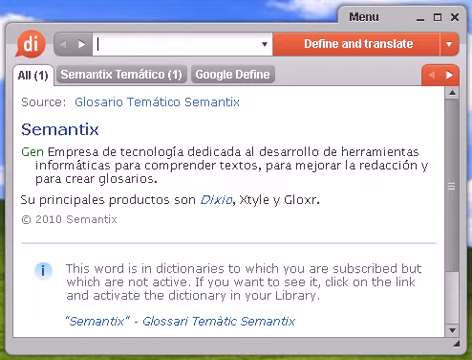 Menu
di
Define and translate
All (1)
Semantix Temático (1)
Google Define
Source: Glosario Temático Semantix
Semantix
Gen Empresa de tecnología dedicada al desarrollo de herramientas
informáticas para comprender textos, para mejorar la redacción y
para crear glosarios.
Su principales productos son Dixio, Xtyle y Gloxr.
© 2010 Semantix
i
This word is in dictionaries to which you are subscribed but
which are not active. If you want to see it, click on the link
and activate the dictionary in your Library.
"Semantix" - Glossari Temàtic Semantix